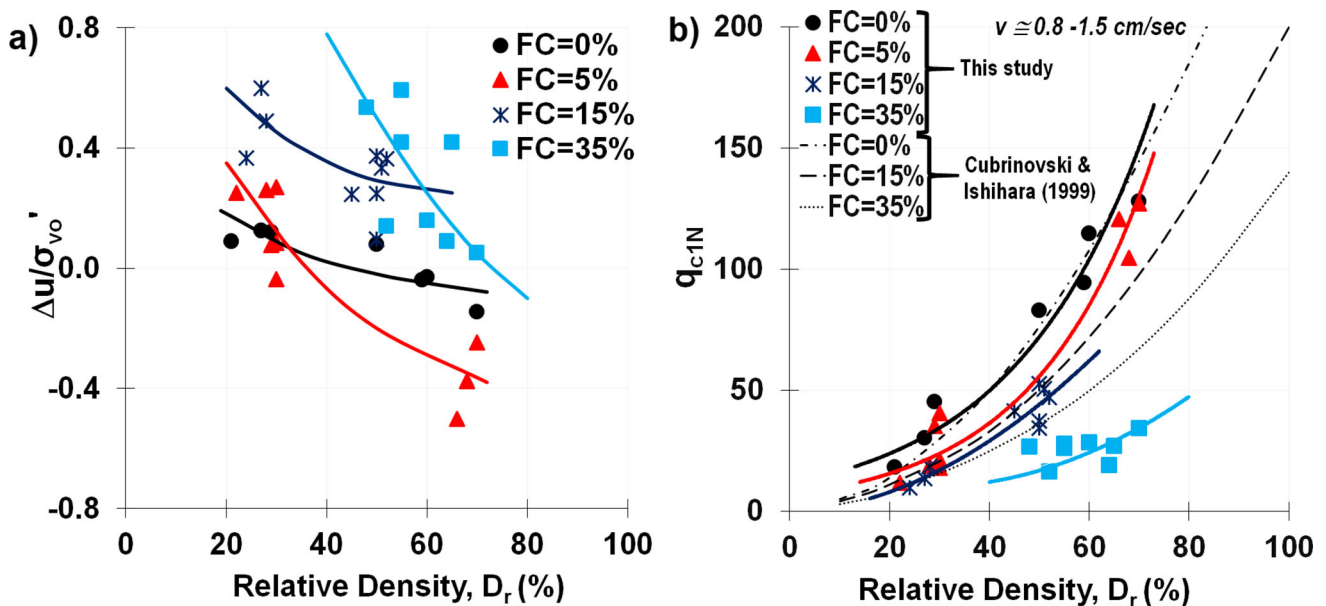 a)
0.8
0.4
0.0
-0.4
-0.8
Δu/σvo'
FC=0%
FC=5%
FC=15%
FC=35%
0 20 40 60 80 100
Relative Density, Dr (%)
b)
200
150
100
50
0
qc1N
v ≅ 0.8 -1.5 cm/sec
FC=0%
FC=5%
FC=15%
FC=35%
This study
FC=0%
FC=15%
FC=35%
Cubrinovski &
Ishihara (1999)
0 20 40 60 80 100
Relative Density, Dr (%)